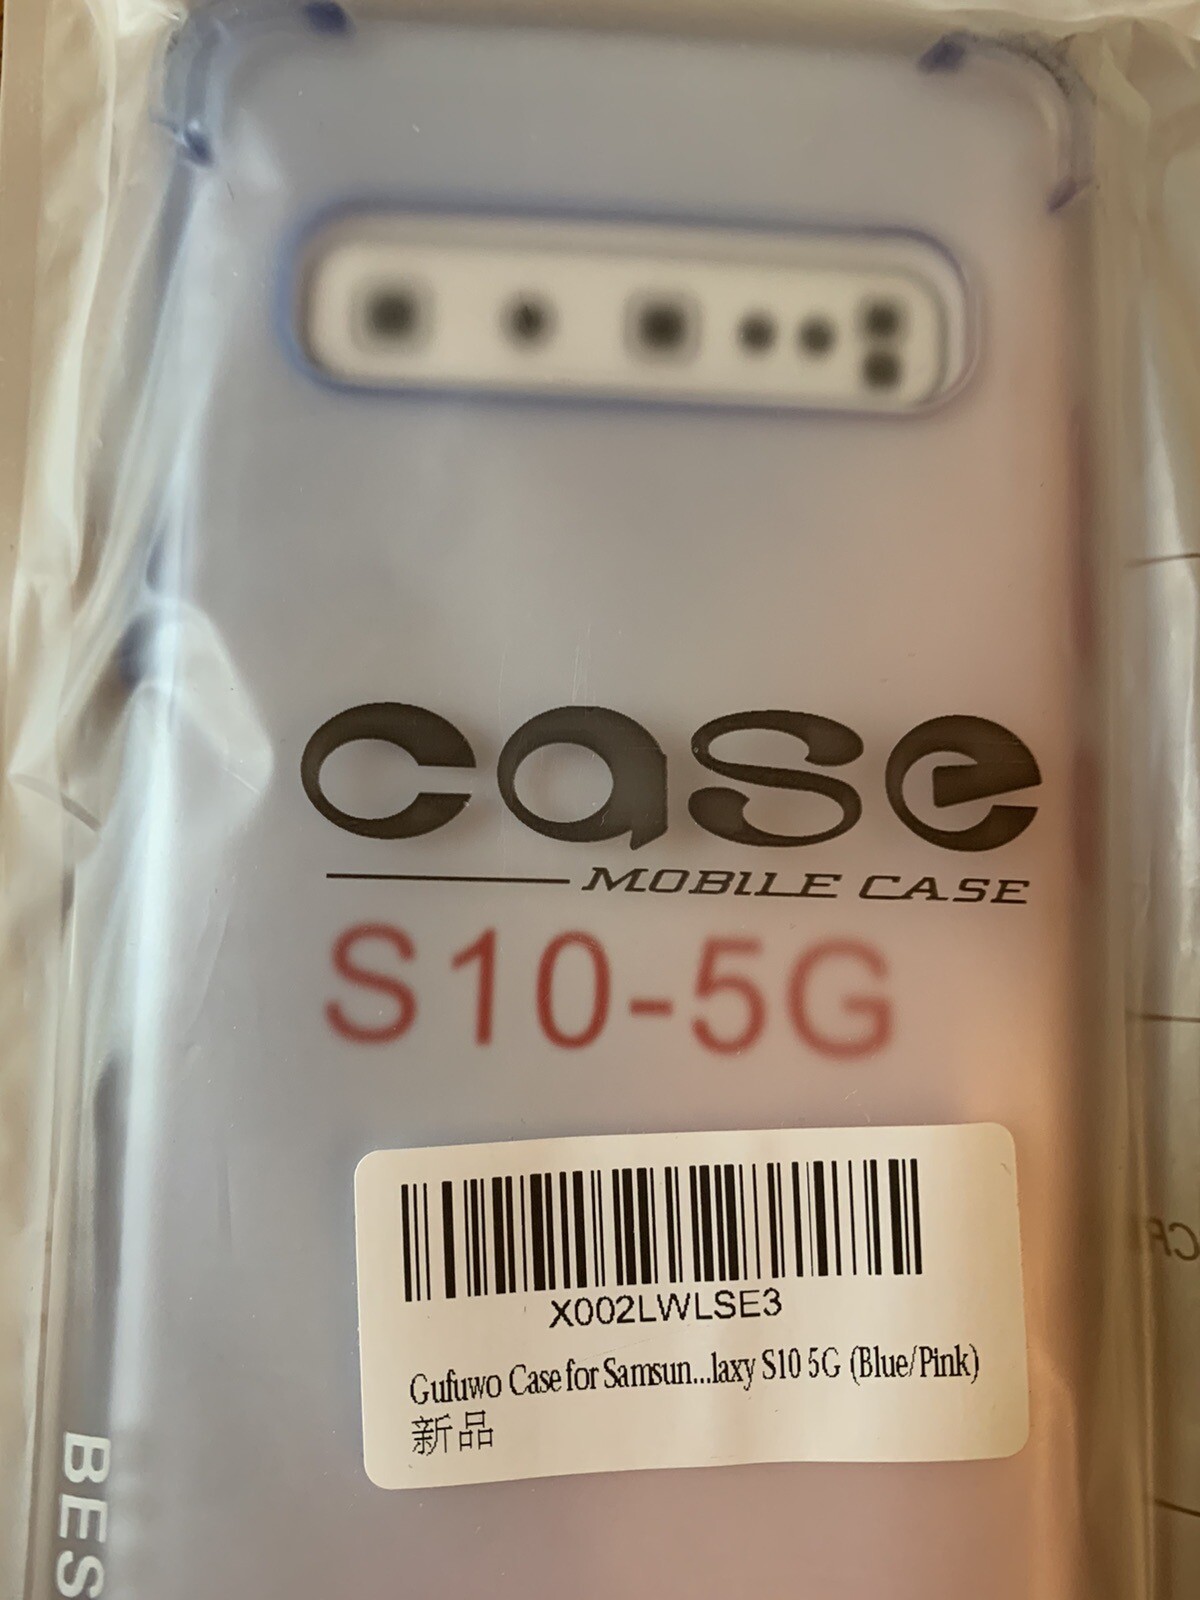 case
MOBILE CASE
S10-5G
X002LWLSE3
Gufuwo Case for Samsun...laxy S10 5G (Blue/Pink)
新品
BES